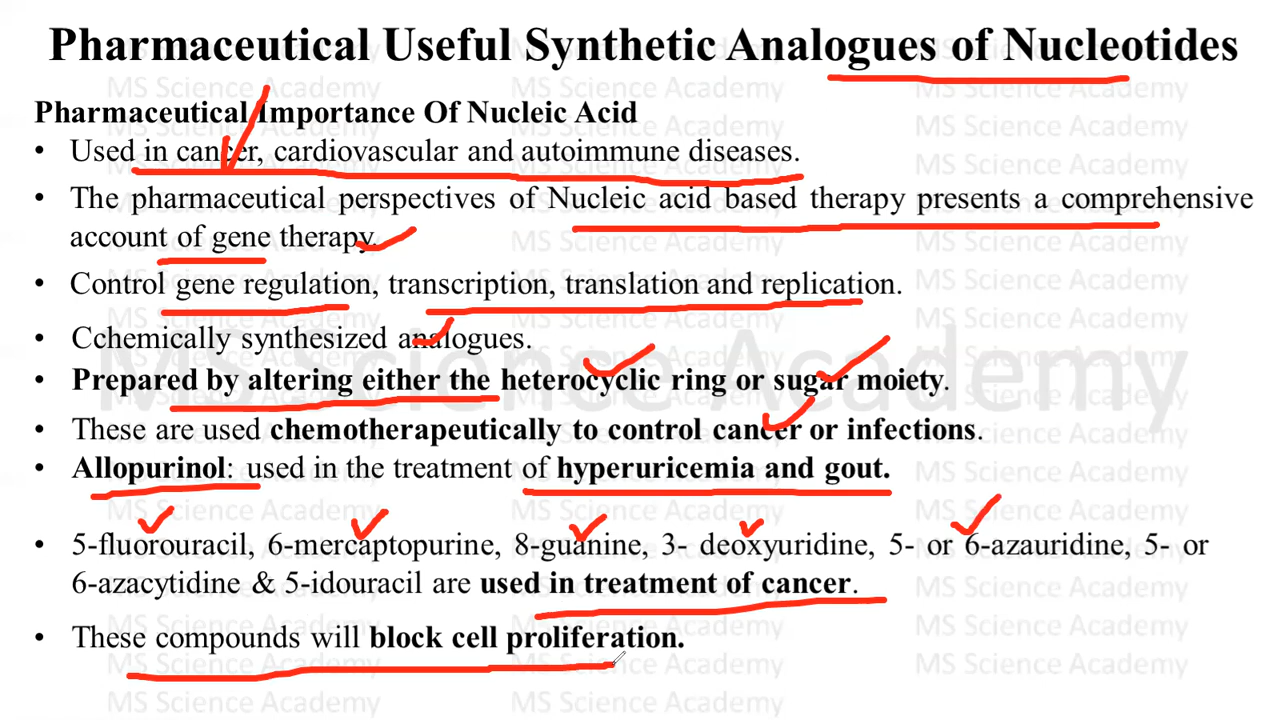 Pharmaceutical Useful Synthetic Analogues of Nucleotides
Pharmaceutical Importance Of Nucleic Acid
• Used in cancer, cardiovascular and autoimmune diseases.
• The pharmaceutical perspectives of Nucleic acid based therapy presents a comprehensive
account of gene therapy.
• Control gene regulation, transcription, translation and replication.
• Cchemically synthesized analogues.
• Prepared by altering either the heterocyclic ring or sugar moiety.
• These are used chemotherapeutically to control cancer or infections.
• Allopurinol: used in the treatment of hyperuricemia and gout.
• 5-fluorouracil, 6-mercaptopurine, 8-guanine, 3- deoxyuridine, 5- or 6-azauridine, 5- or
6-azacytidine & 5-idouracil are used in treatment of cancer.
• These compounds will block cell proliferation.
MS Science Academy